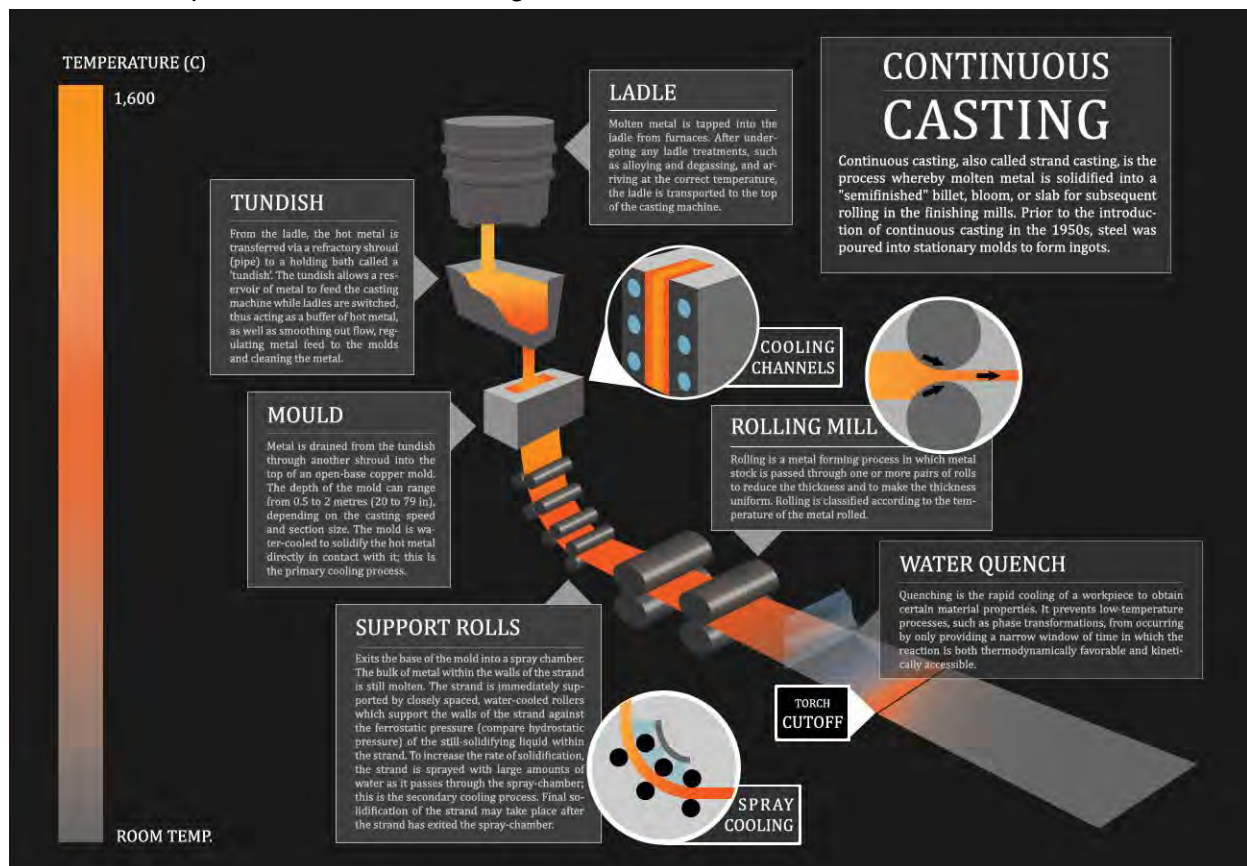 TEMPERATURE (C)
1,600
ROOM TEMP.
CONTINUOUS
CASTING
Continuous casting, also called strand casting, is the
process whereby molten metal is solidified into a
"semifinished" billet, bloom, or slab for subsequent
rolling in the finishing mills. Prior to the introduc-
tion of continuous casting in the 1950s, steel was
poured into stationary molds to form ingots.
LADLE
Molten metal is tapped into the
ladle from furnaces. After under-
going any ladle treatments, such
as alloying and degassing, and ar-
riving at the correct temperature,
the ladle is transported to the top
of the casting machine.
TUNDISH
From the ladle, the hot metal is
transferred via a refractory shroud
(pipe) to a holding bath called a
'tundish'. The tundish allows a res-
ervoir of metal to feed the casting
machine while ladles are switched,
thus acting as a buffer of hot metal,
as well as smoothing out flow, reg-
ulating metal feed to the molds
and cleaning the metal.
COOLING
CHANNELS
MOULD
Metal is drained from the tundish
through another shroud into the
top of an open-base copper mold.
The depth of the mold can range
from 0.5 to 2 metres (20 to 79 in),
depending on the casting speed
and section size. The mold is wa-
ter-cooled to solidify the hot metal
directly in contact with it; this is
the primary cooling process.
ROLLING MILL
Rolling is a metal forming process in which metal
stock is passed through one or more pairs of rolls
to reduce the thickness and to make the thickness
uniform. Rolling is classified according to the tem-
perature of the metal rolled.
WATER QUENCH
Quenching is the rapid cooling of a workpiece to obtain
certain material properties. It prevents low-temperature
processes, such as phase transformations, from occurring
by only providing a narrow window of time in which the
reaction is both thermodynamically favorable and kineti-
cally accessible.
SUPPORT ROLLS
Exits the base of the mold into a spray chamber.
The bulk of metal within the walls of the strand
is still molten. The strand is immediately sup-
ported by closely spaced, water-cooled rollers
which support the walls of the strand against
the ferrostatic pressure (compare hydrostatic
pressure) of the still-solidifying liquid within
the strand. To increase the rate of solidification,
the strand is sprayed with large amounts of
water as it passes through the spray-chamber;
this is the secondary cooling process. Final so-
lidification of the strand may take place after
the strand has exited the spray-chamber.
TORCH
CUTOFF
SPRAY
COOLING